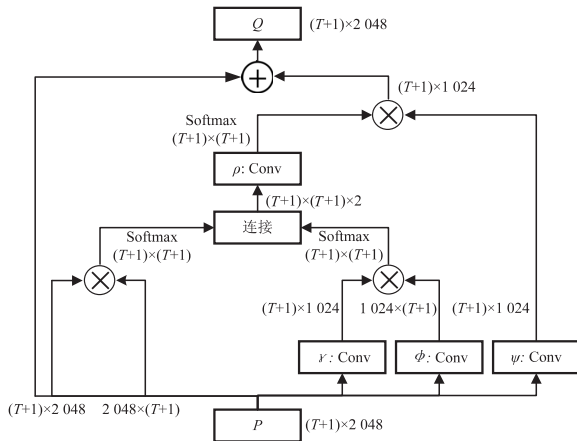 Q
(T+1)×2 048
(T+1)×1 024
Softmax
(T+1)×(T+1)
ρ: Conv
(T+1)×(T+1)×2
连接
Softmax
(T+1)×(T+1)
Softmax
(T+1)×(T+1)
(T+1)×1 024
1 024×(T+1)
(T+1)×1 024
γ: Conv
ϕ: Conv
ψ: Conv
(T+1)×2 048
2 048×(T+1)
P
(T+1)×2 048